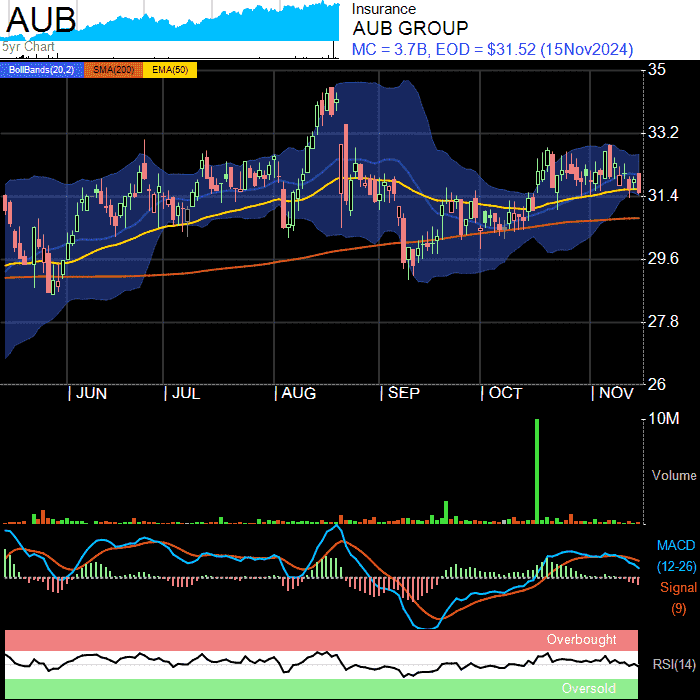 AUB
5yr Chart
Insurance
AUB GROUP
MC = 3.7B, EOD = $31.52 (15Nov2024)
BollBands(20,2) SMA(200) EMA(50)
35
33.2
31.4
29.6
27.8
26
| JUN | JUL | AUG | SEP | OCT | NOV
10M
Volume
MACD
(12-26)
Signal
(9)
Overbought
RSI(14)
Oversold